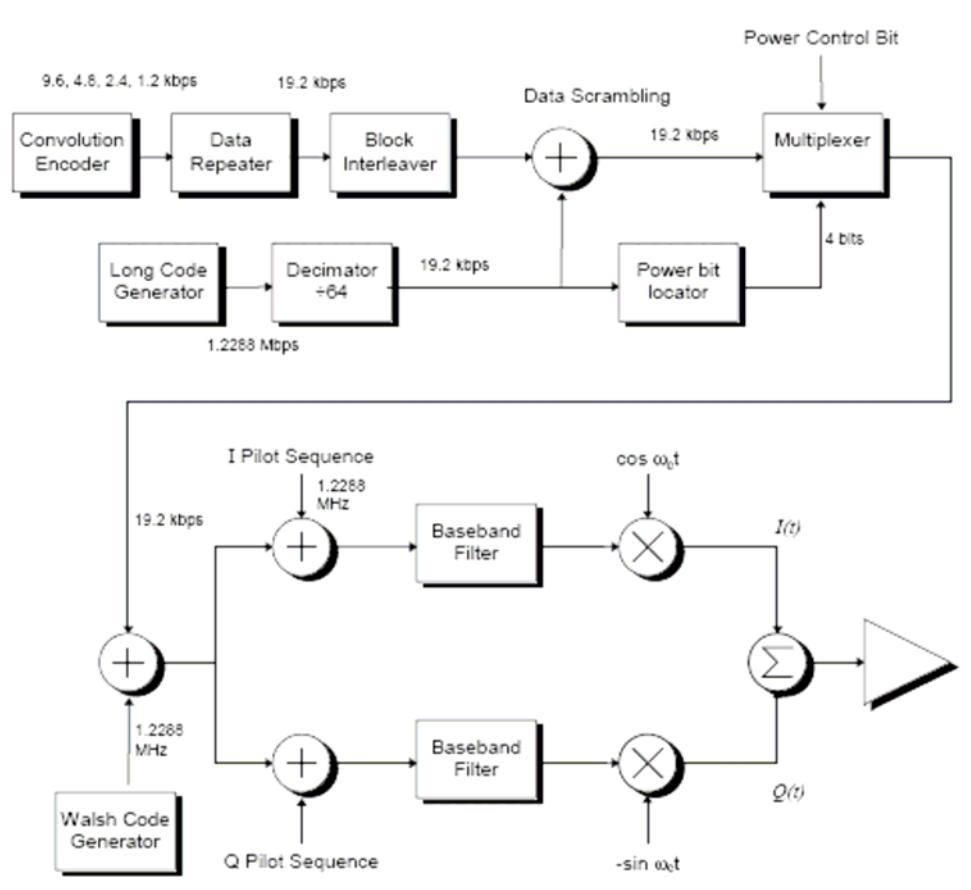 Power Control Bit
9.6, 4.8, 2.4, 1.2 kbps
19.2 kbps
Data Scrambling
Convolution
Encoder
Data
Repeater
Block
Interleaver
+
19.2 kbps
Multiplexer
4 bits
Long Code
Generator
Decimator
÷64
19.2 kbps
Power bit
locator
1.2288 Mbps
I Pilot Sequence
1.2288
MHz
cos ω₀t
19.2 kbps
+
Baseband
Filter
×
I(t)
+
Σ
1.2288
MHz
+
Baseband
Filter
×
Q(t)
Walsh Code
Generator
Q Pilot Sequence
-sin ω₀t